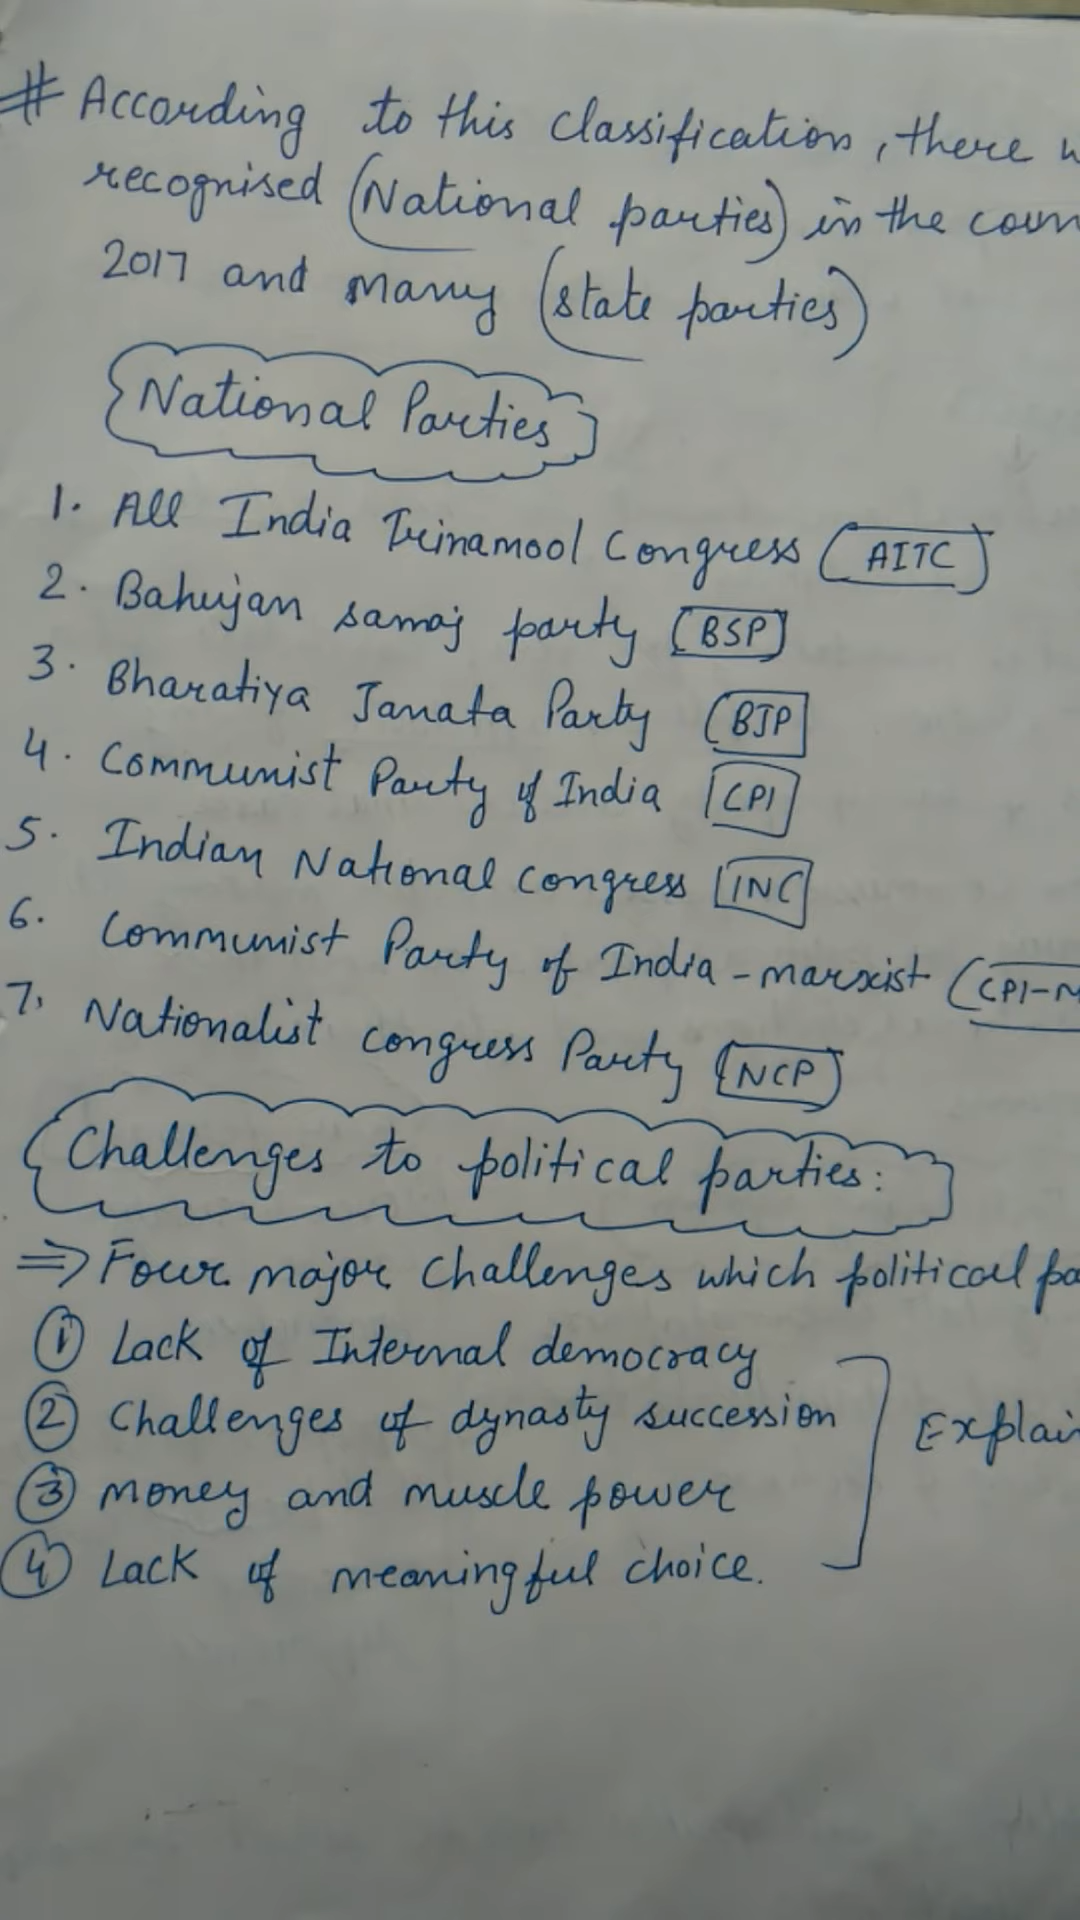 # According to this classification, there
recognised (National parties) in the
2017 and many (state parties)
National Parties
1. All India Trinamool Congress (AITC)
2. Bahujan samaj party (BSP)
3. Bharatiya Janata Party (BJP)
4. Communist Party of India (CPI)
5. Indian National congress (INC)
6. Communist Party of India - marxist (CPI-M
7. Nationalist congress Party (NCP)
Challenges to political parties:
⇒ Four major challenges which political pa
① Lack of Internal democracy
② Challenges of dynasty succession
③ money and muscle power
④ Lack of meaningful choice.
Explain